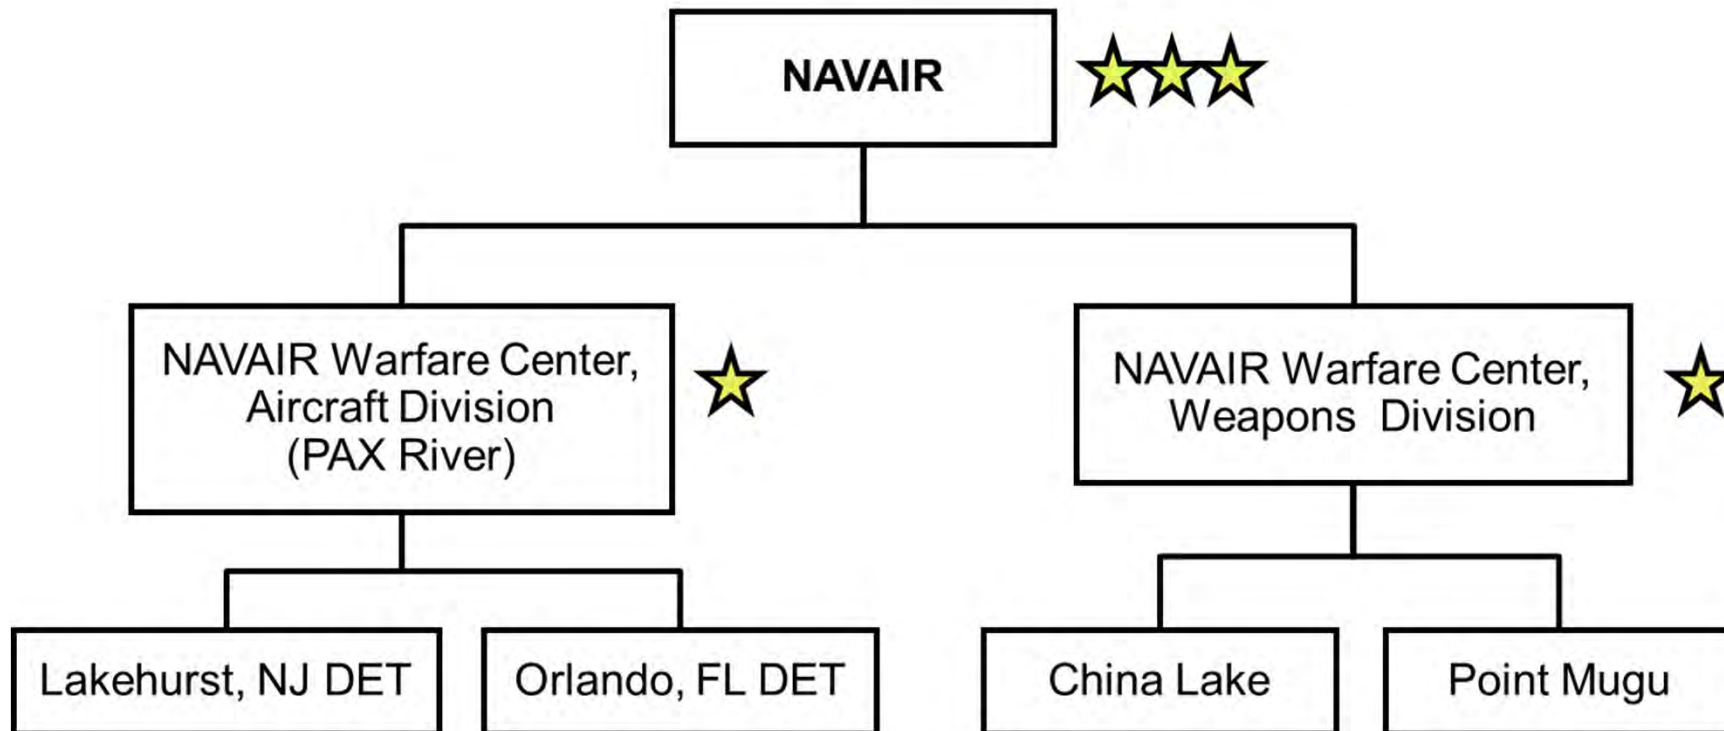 NAVAIR
NAVAIR Warfare Center,
Aircraft Division
(PAX River)
NAVAIR Warfare Center,
Weapons Division
Lakehurst, NJ DET
Orlando, FL DET
China Lake
Point Mugu